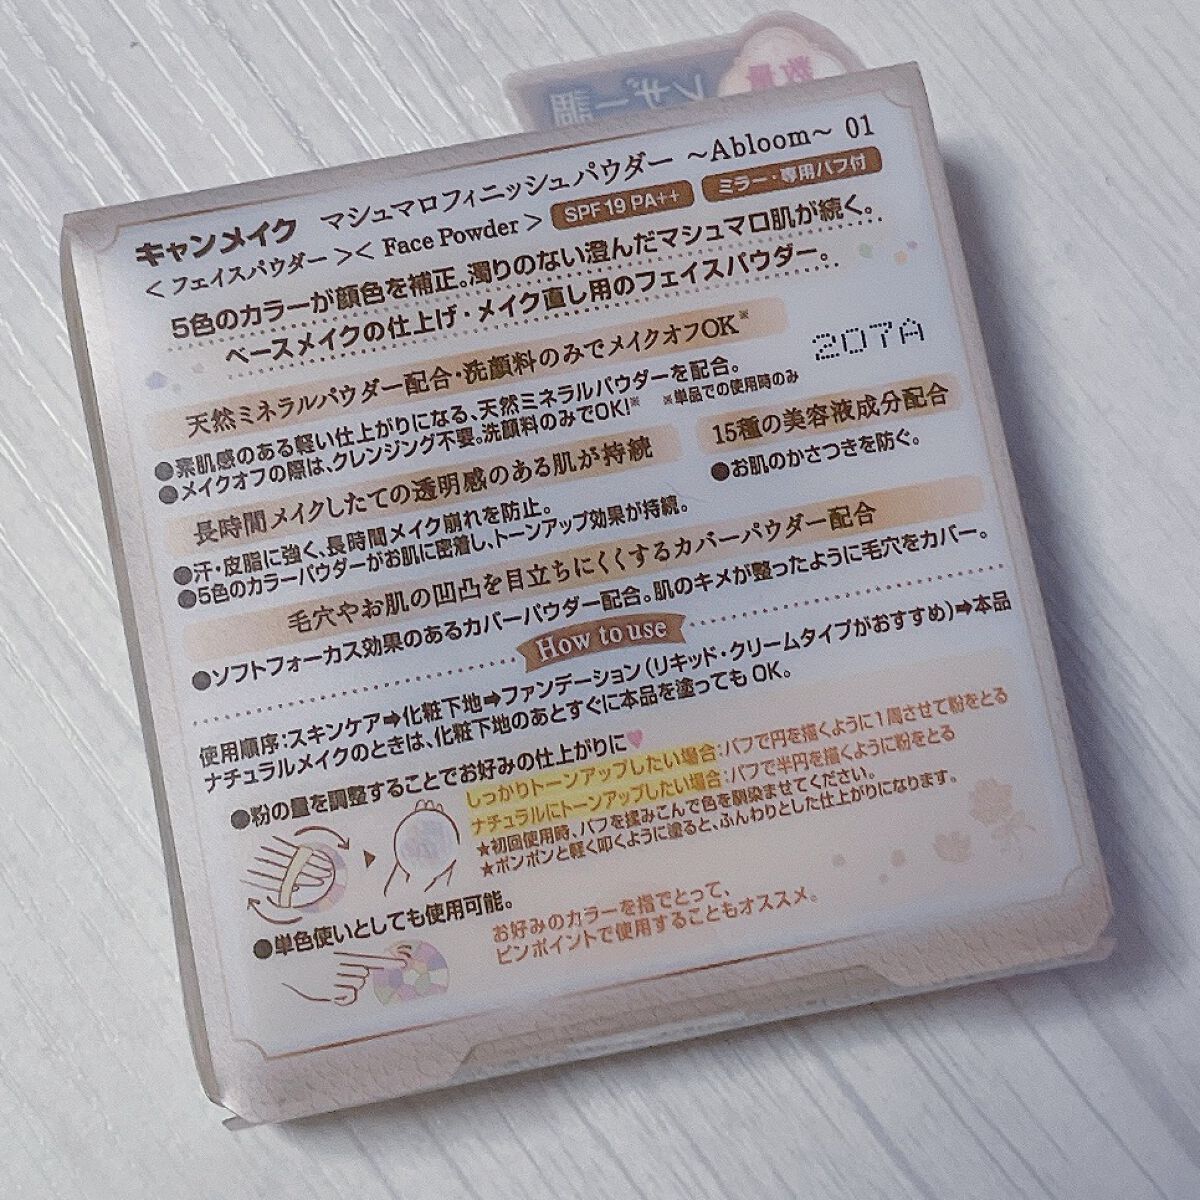 キャンメイク マシュマロフィニッシュパウダー ～Abloom～ 01
＜フェイスパウダー＞＜Face Powder＞ SPF19 PA++ ミラー・専用パフ付
5色のカラーが顔色を補正。濁りのない澄んだマシュマロ肌が続く。
ベースメイクの仕上げ・メイク直し用のフェイスパウダー。
207A
天然ミネラルパウダー配合・洗顔料のみでメイクオフOK※
●素肌感のある軽い仕上がりになる、天然ミネラルパウダーを配合。
●メイクオフの際は、クレンジング不要。洗顔料のみでOK!※ ※単品での使用時のみ
長時間メイクしたての透明感のある肌が持続
●汗・皮脂に強く、長時間メイク崩れを防止。
●5色のカラーパウダーがお肌に密着し、トーンアップ効果が持続。
15種の美容液成分配合
●お肌のかさつきを防ぐ。
毛穴やお肌の凹凸を目立ちにくくするカバーパウダー配合
●ソフトフォーカス効果のあるカバーパウダー配合。肌のキメが整ったように毛穴をカバー。
How to use
使用順序：スキンケア➡化粧下地➡ファンデーション（リキッド・クリームタイプがおすすめ）➡本品
ナチュラルメイクのときは、化粧下地のあとすぐに本品を塗ってもOK。
●粉の量を調整することでお好みの仕上がりに♥
しっかりトーンアップしたい場合：パフで円を描くように1周させて粉をとる
ナチュラルにトーンアップしたい場合：パフで半円を描くように粉をとる
★初回使用時、パフを揉みこんで色を馴染ませてください。
★ポンポンと軽く叩くように塗ると、ふんわりとした仕上がりになります。
●単色使いとしても使用可能。
お好みのカラーを指でとって、
ピンポイントで使用することもオススメ。